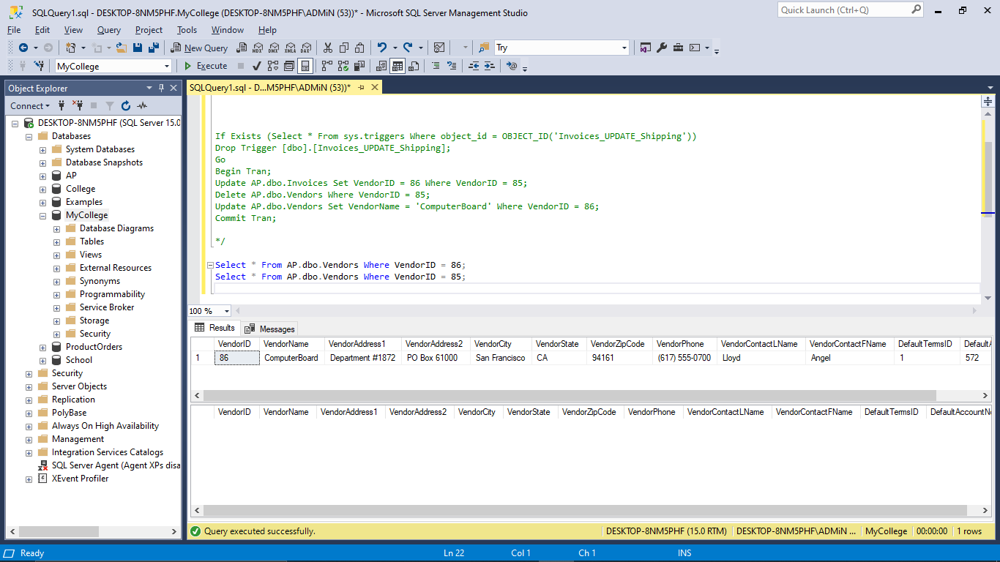 SQLQuery1.sql - DESKTOP-8NM5PHF.MyCollege (DESKTOP-8NM5PHF\ADMiN (53))* - Microsoft SQL Server Management Studio
Quick Launch (Ctrl+Q)
File Edit View Query Project Tools Window Help
New Query MDX DMX XMLA DAX Try
MyCollege Execute
Object Explorer
SQLQuery1.sql - D...M5PHF\ADMiN (53))*
Connect
DESKTOP-8NM5PHF (SQL Server 15.0
Databases
System Databases
Database Snapshots
AP
College
Examples
MyCollege
Database Diagrams
Tables
Views
External Resources
Synonyms
Programmability
Service Broker
Storage
Security
ProductOrders
School
Security
Server Objects
Replication
PolyBase
Always On High Availability
Management
Integration Services Catalogs
SQL Server Agent (Agent XPs disa
XEvent Profiler
If Exists (Select * From sys.triggers Where object_id = OBJECT_ID('Invoices_UPDATE_Shipping'))
Drop Trigger [dbo].[Invoices_UPDATE_Shipping];
Go
Begin Tran;
Update AP.dbo.Invoices Set VendorID = 86 Where VendorID = 85;
Delete AP.dbo.Vendors Where VendorID = 85;
Update AP.dbo.Vendors Set VendorName = 'ComputerBoard' Where VendorID = 86;
Commit Tran;
*/
Select * From AP.dbo.Vendors Where VendorID = 86;
Select * From AP.dbo.Vendors Where VendorID = 85;
100 %
Results Messages
VendorID VendorName VendorAddress1 VendorAddress2 VendorCity VendorState VendorZipCode VendorPhone VendorContactLName VendorContactFName DefaultTermsID DefaultA
1 86 ComputerBoard Department #1872 PO Box 61000 San Francisco CA 94161 (617) 555-0700 Lloyd Angel 1 572
VendorID VendorName VendorAddress1 VendorAddress2 VendorCity VendorState VendorZipCode VendorPhone VendorContactLName VendorContactFName DefaultTermsID DefaultAccountN
Query executed successfully. DESKTOP-8NM5PHF (15.0 RTM) DESKTOP-8NM5PHF\ADMiN ... MyCollege 00:00:00 1 rows
Ready Ln 22 Col 1 Ch 1 INS